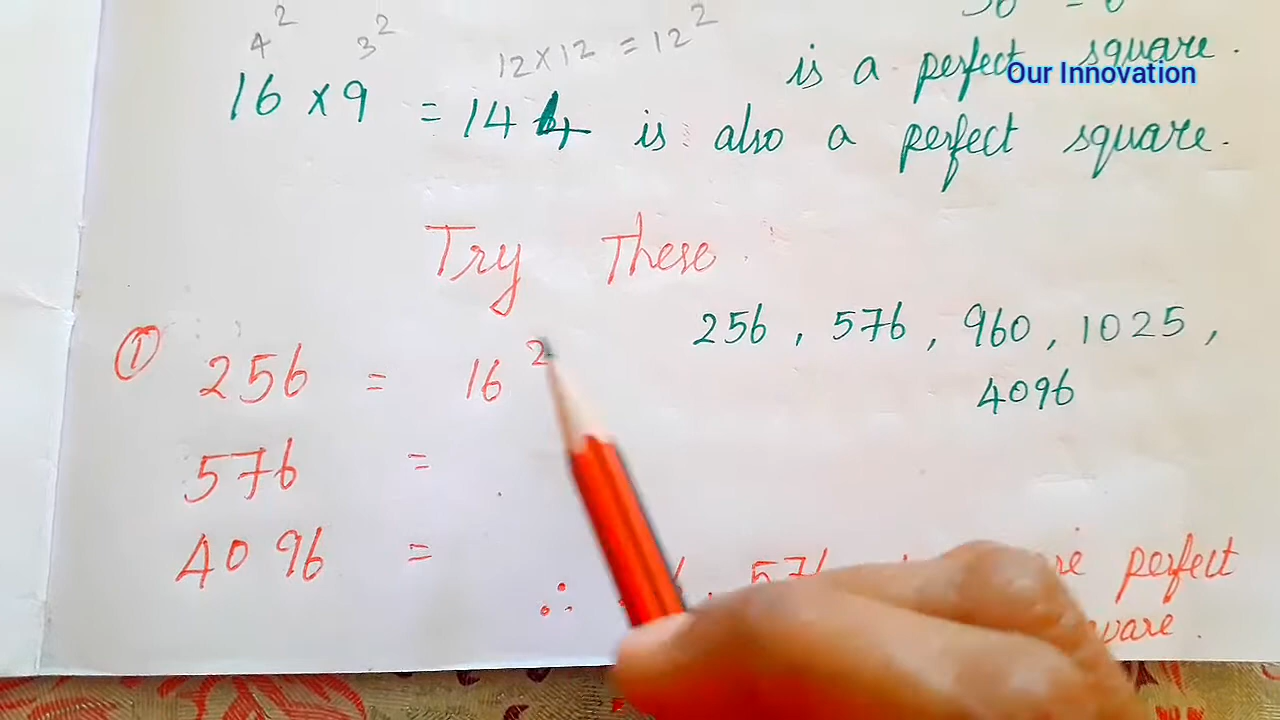 4² 3² 12×12 = 12²
is a perfect square.
16 × 9 = 144 is also a perfect square.
Our Innovation
Try These.
256, 576, 960, 1025,
4096
① 256 = 16²
576 =
4096 =
∴ 576 perfect